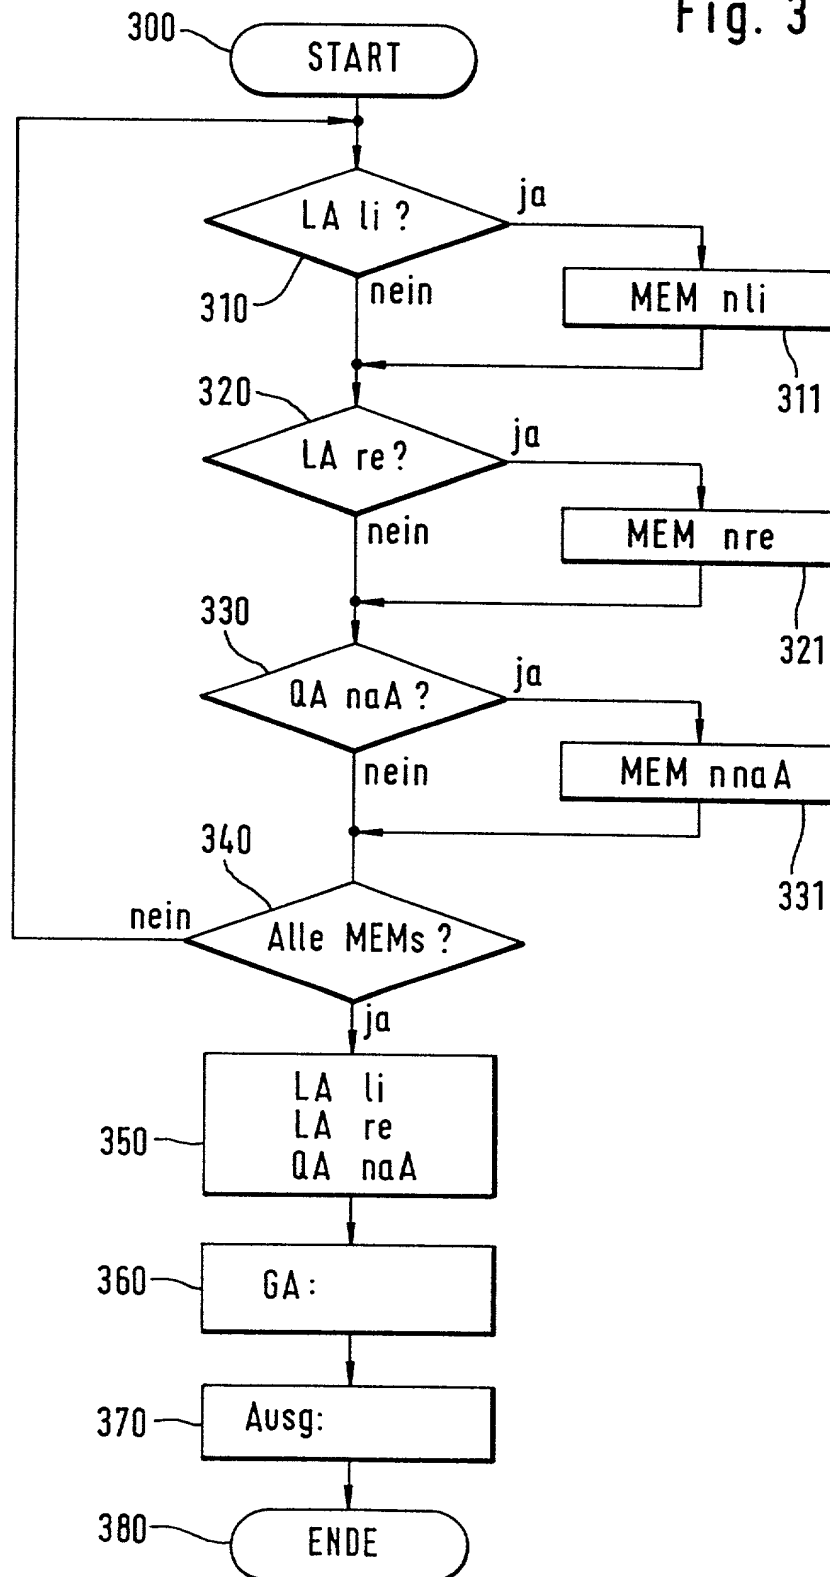 Fig. 3
300
START
LA li ?
ja
310
nein
MEM nli
311
320
LA re?
ja
nein
MEM nre
321
330
QA naA ?
ja
nein
MEM nnaA
331
340
nein
Alle MEMs ?
ja
350
LA li
LA re
QA naA
360
GA:
370
Ausg:
380
ENDE